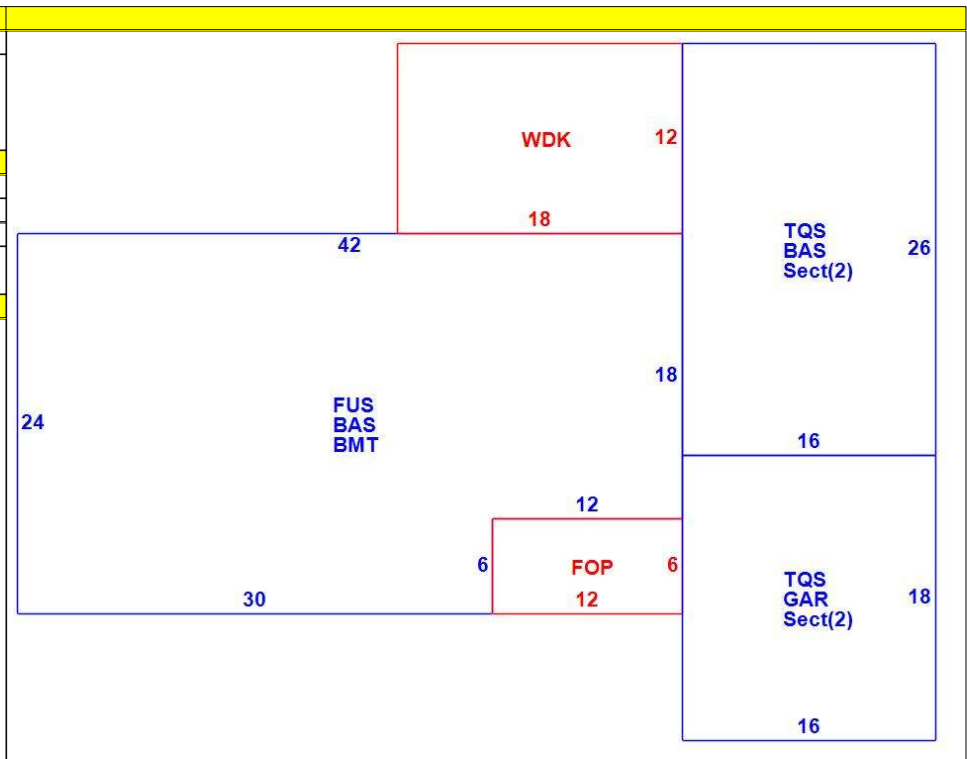 WDK
12
18
42
TQS
BAS
Sect(2)
26
18
24
FUS
BAS
BMT
16
12
6
FOP
6
12
30
TQS
GAR
Sect(2)
18
16